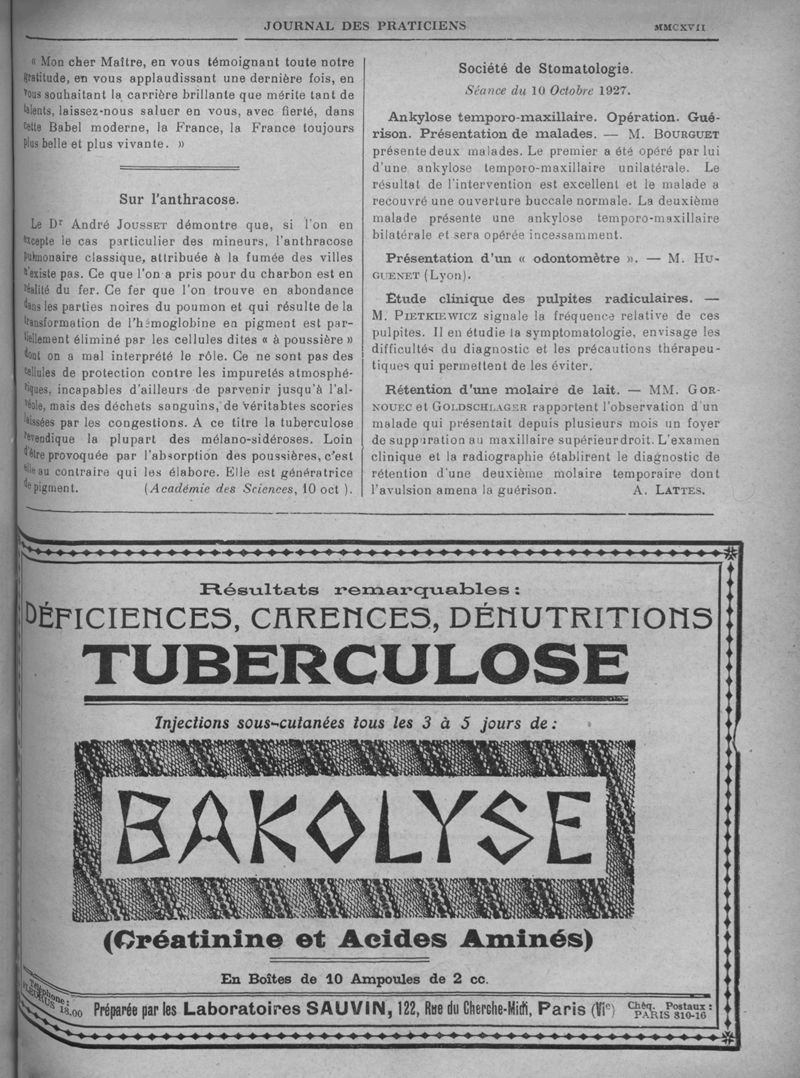 JOURNAL DES PRATICIENS
MMCXVII
« Mon cher Maître, en vous témoignant toute notre
gratitude, en vous applaudissant une dernière fois, en
vous souhaitant la carrière brillante que mérite tant de
talents, laissez-nous saluer en vous, avec fierté, dans
cette Babel moderne, la France, la France toujours
plus belle et plus vivante. »
Sur l'anthracose.
Le Dr André JOUSSET démontre que, si l'on en
excepte le cas particulier des mineurs, l'anthracose
pulmonaire classique, attribuée à la fumée des villes
n'existe pas. Ce que l'on a pris pour du charbon est en
réalité du fer. Ce fer que l'on trouve en abondance
dans les parties noires du poumon et qui résulte de la
transformation de l'hémoglobine en pigment est par-
tiellement éliminé par les cellules dites « à poussière »
dont on a mal interprété le rôle. Ce ne sont pas des
cellules de protection contre les impuretés atmosphé-
riques, incapables d'ailleurs de parvenir jusqu'à l'al-
véole, mais des déchets sanguins, de véritabtes scories
laissées par les congestions. A ce titre la tuberculose
revendique la plupart des mélano-sidéroses. Loin
d'être provoquée par l'absorption des poussières, c'est
elle au contraire qui les élabore. Elle est génératrice
de pigment. (Académie des Sciences, 10 oct ).
Société de Stomatologie.
Séance du 10 Octobre 1927.
Ankylose temporo-maxillaire. Opération. Gué-
rison. Présentation de malades. — M. BOURGUET
présente deux malades. Le premier a été opéré par lui
d'une ankylose temporo-maxillaire unilatérale. Le
résultat de l'intervention est excellent et le malade a
recouvré une ouverture buccale normale. La deuxième
malade présente une ankylose temporo-maxillaire
bilatérale et sera opérée incessamment.
Présentation d'un « odontomètre ». — M. HU-
GUENET (Lyon).
Étude clinique des pulpites radiculaires. —
M. PIETKIEWICZ signale la fréquence relative de ces
pulpites. Il en étudie la symptomatologie, envisage les
difficultés du diagnostic et les précautions thérapeu-
tiques qui permettent de les éviter.
Rétention d'une molaire de lait. — MM. GOR-
NOUEC et GOLDSCHLAGER rapportent l'observation d'un
malade qui présentait depuis plusieurs mois un foyer
de suppuration au maxillaire supérieur droit. L'examen
clinique et la radiographie établirent le diagnostic de
rétention d'une deuxième molaire temporaire dont
l'avulsion amena la guérison. A. LATTES.
Résultats remarquables :
DÉFICIENCES, CARENCES, DÉNUTRITIONS
TUBERCULOSE
Injections sous-cutanées tous les 3 à 5 jours de :
BAKOLYSE
(Créatinine et Acides Aminés)
En Boîtes de 10 Ampoules de 2 cc.
Téléphone :
FLEURUS 18.00
Préparée par les Laboratoires SAUVIN, 122, Rue du Cherche-Midi, Paris (VIe)
Chèq. Postaux :
PARIS 810-16